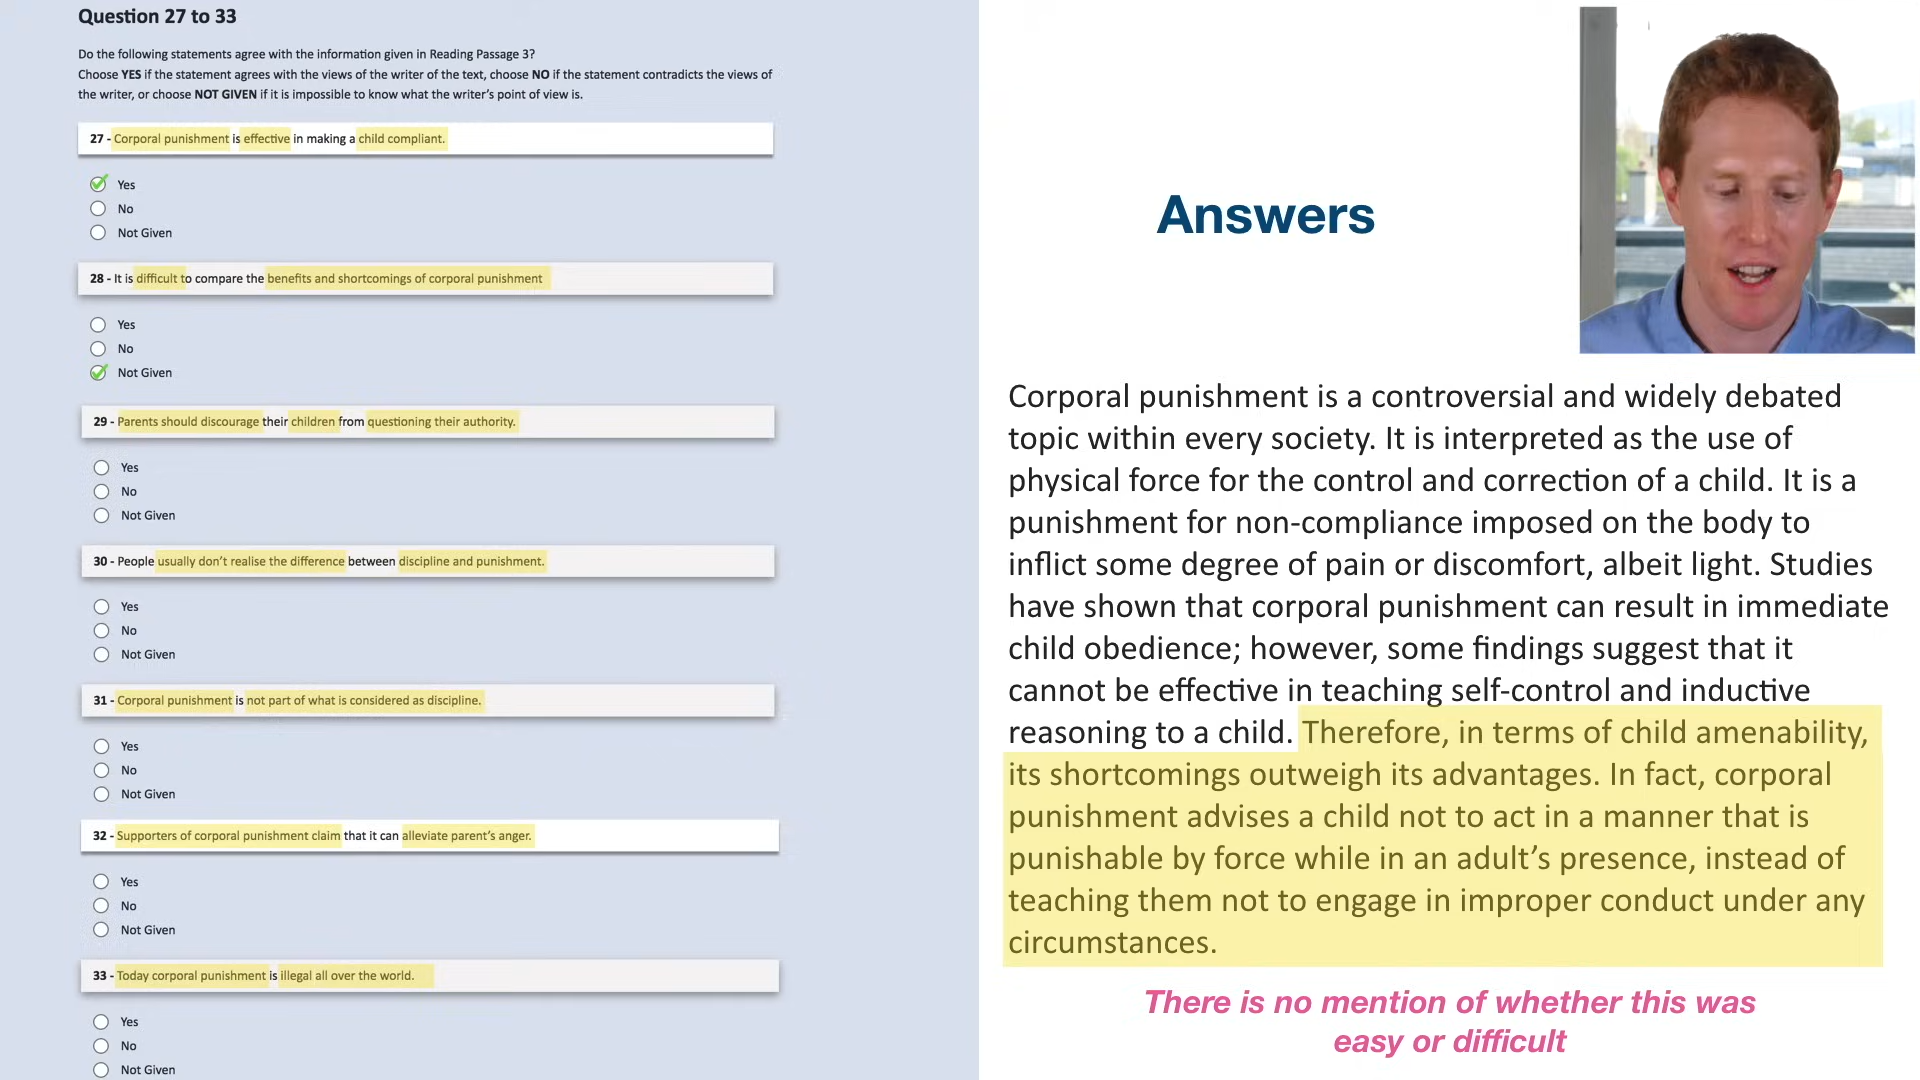 Question 27 to 33
Do the following statements agree with the information given in Reading Passage 3?
Choose YES if the statement agrees with the views of the writer of the text, choose NO if the statement contradicts the views of
the writer, or choose NOT GIVEN if it is impossible to know what the writer's point of view is.
27 - Corporal punishment is effective in making a child compliant.
Yes
No
Not Given
28 - It is difficult to compare the benefits and shortcomings of corporal punishment
Yes
No
Not Given
29 - Parents should discourage their children from questioning their authority.
Yes
No
Not Given
30 - People usually don't realise the difference between discipline and punishment.
Yes
No
Not Given
31 - Corporal punishment is not part of what is considered as discipline.
Yes
No
Not Given
32 - Supporters of corporal punishment claim that it can alleviate parent's anger.
Yes
No
Not Given
33 - Today corporal punishment is illegal all over the world.
Yes
No
Not Given
Answers
Corporal punishment is a controversial and widely debated
topic within every society. It is interpreted as the use of
physical force for the control and correction of a child. It is a
punishment for non-compliance imposed on the body to
inflict some degree of pain or discomfort, albeit light. Studies
have shown that corporal punishment can result in immediate
child obedience; however, some findings suggest that it
cannot be effective in teaching self-control and inductive
reasoning to a child. Therefore, in terms of child amenability,
its shortcomings outweigh its advantages. In fact, corporal
punishment advises a child not to act in a manner that is
punishable by force while in an adult's presence, instead of
teaching them not to engage in improper conduct under any
circumstances.
There is no mention of whether this was
easy or difficult